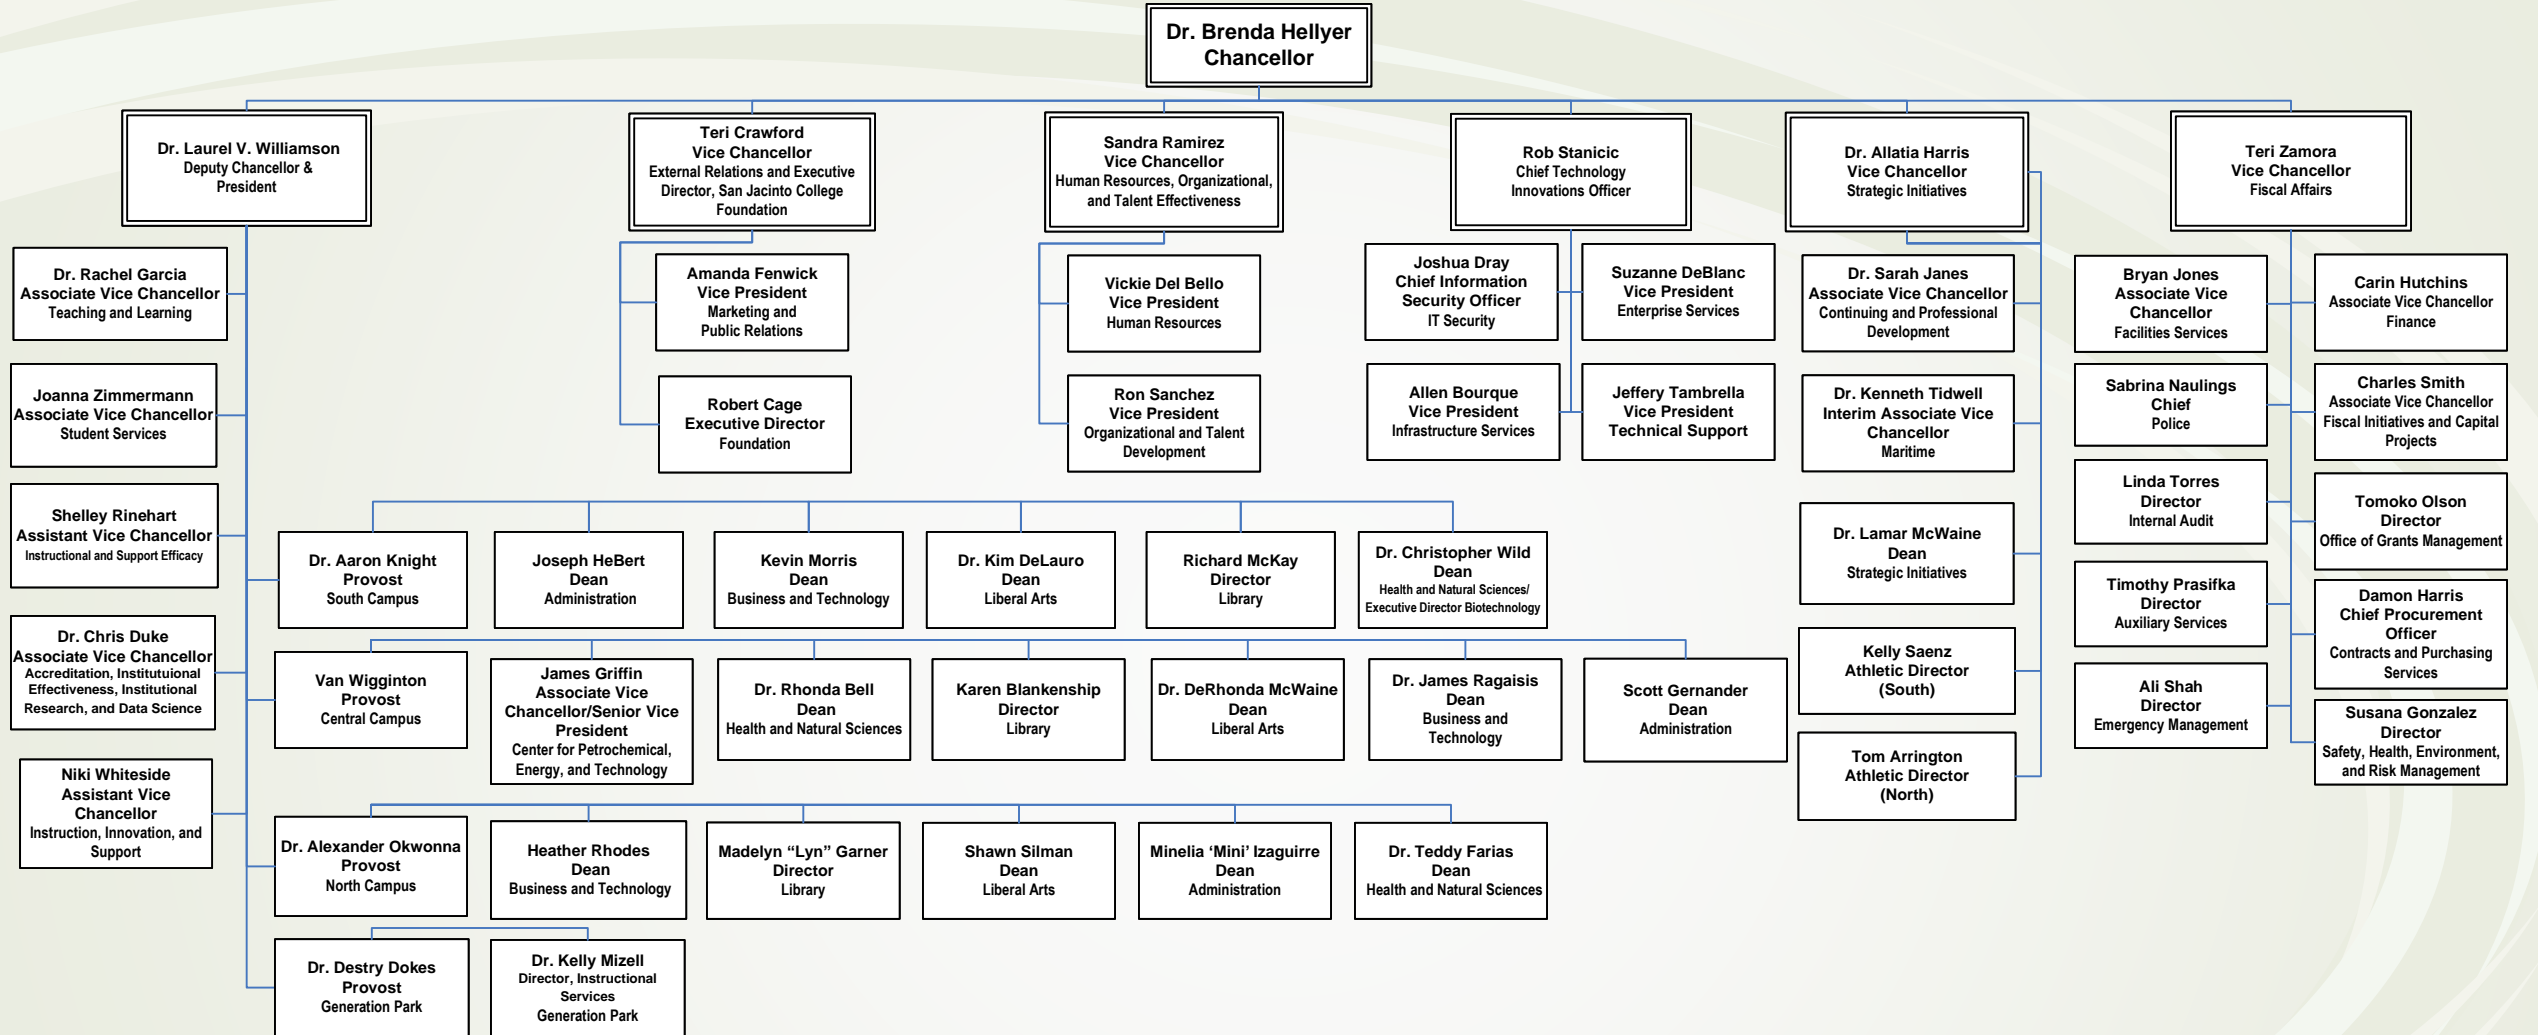 Dr. Brenda Hellyer
Chancellor
Dr. Laurel V. Williamson
Deputy Chancellor &
President
Teri Crawford
Vice Chancellor
External Relations and Executive
Director, San Jacinto College
Foundation
Sandra Ramirez
Vice Chancellor
Human Resources, Organizational,
and Talent Effectiveness
Rob Stanicic
Chief Technology
Innovations Officer
Dr. Allatia Harris
Vice Chancellor
Strategic Initiatives
Teri Zamora
Vice Chancellor
Fiscal Affairs
Dr. Rachel Garcia
Associate Vice Chancellor
Teaching and Learning
Joanna Zimmermann
Associate Vice Chancellor
Student Services
Shelley Rinehart
Assistant Vice Chancellor
Instructional and Support Efficacy
Dr. Chris Duke
Associate Vice Chancellor
Accreditation, Institutuional
Effectiveness, Institutional
Research, and Data Science
Niki Whiteside
Assistant Vice
Chancellor
Instruction, Innovation, and
Support
Amanda Fenwick
Vice President
Marketing and
Public Relations
Robert Cage
Executive Director
Foundation
Vickie Del Bello
Vice President
Human Resources
Ron Sanchez
Vice President
Organizational and Talent
Development
Joshua Dray
Chief Information
Security Officer
IT Security
Suzanne DeBlanc
Vice President
Enterprise Services
Allen Bourque
Vice President
Infrastructure Services
Jeffery Tambrella
Vice President
Technical Support
Dr. Sarah Janes
Associate Vice Chancellor
Continuing and Professional
Development
Dr. Kenneth Tidwell
Interim Associate Vice
Chancellor
Maritime
Dr. Lamar McWaine
Dean
Strategic Initiatives
Kelly Saenz
Athletic Director
(South)
Tom Arrington
Athletic Director
(North)
Bryan Jones
Associate Vice
Chancellor
Facilities Services
Carin Hutchins
Associate Vice Chancellor
Finance
Sabrina Naulings
Chief
Police
Charles Smith
Associate Vice Chancellor
Fiscal Initiatives and Capital
Projects
Linda Torres
Director
Internal Audit
Tomoko Olson
Director
Office of Grants Management
Timothy Prasifka
Director
Auxiliary Services
Damon Harris
Chief Procurement
Officer
Contracts and Purchasing
Services
Ali Shah
Director
Emergency Management
Susana Gonzalez
Director
Safety, Health, Environment,
and Risk Management
Dr. Aaron Knight
Provost
South Campus
Joseph HeBert
Dean
Administration
Kevin Morris
Dean
Business and Technology
Dr. Kim DeLauro
Dean
Liberal Arts
Richard McKay
Director
Library
Dr. Christopher Wild
Dean
Health and Natural Sciences/
Executive Director Biotechnology
Van Wigginton
Provost
Central Campus
James Griffin
Associate Vice
Chancellor/Senior Vice
President
Center for Petrochemical,
Energy, and Technology
Dr. Rhonda Bell
Dean
Health and Natural Sciences
Karen Blankenship
Director
Library
Dr. DeRhonda McWaine
Dean
Liberal Arts
Dr. James Ragaisis
Dean
Business and
Technology
Scott Gernander
Dean
Administration
Dr. Alexander Okwonna
Provost
North Campus
Heather Rhodes
Dean
Business and Technology
Madelyn “Lyn” Garner
Director
Library
Shawn Silman
Dean
Liberal Arts
Minelia ‘Mini’ Izaguirre
Dean
Administration
Dr. Teddy Farias
Dean
Health and Natural Sciences
Dr. Destry Dokes
Provost
Generation Park
Dr. Kelly Mizell
Director, Instructional
Services
Generation Park